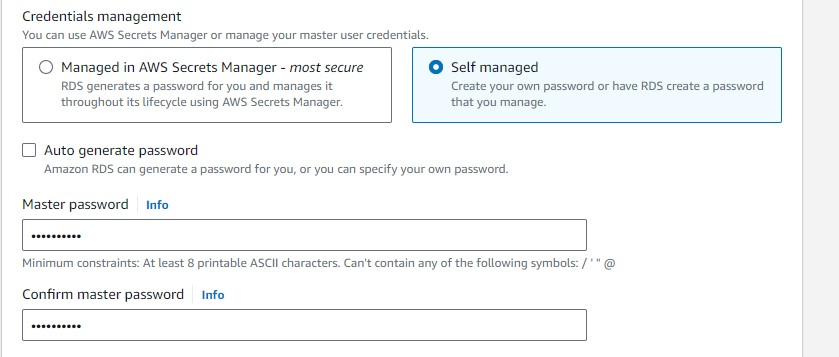 Credentials management
You can use AWS Secrets Manager or manage your master user credentials.
Managed in AWS Secrets Manager - most secure
RDS generates a password for you and manages it
throughout its lifecycle using AWS Secrets Manager.
Self managed
Create your own password or have RDS create a password
that you manage.
Auto generate password
Amazon RDS can generate a password for you, or you can specify your own password.
Master password Info
••••••••••
Minimum constraints: At least 8 printable ASCII characters. Can't contain any of the following symbols: / ' " @
Confirm master password Info
••••••••••